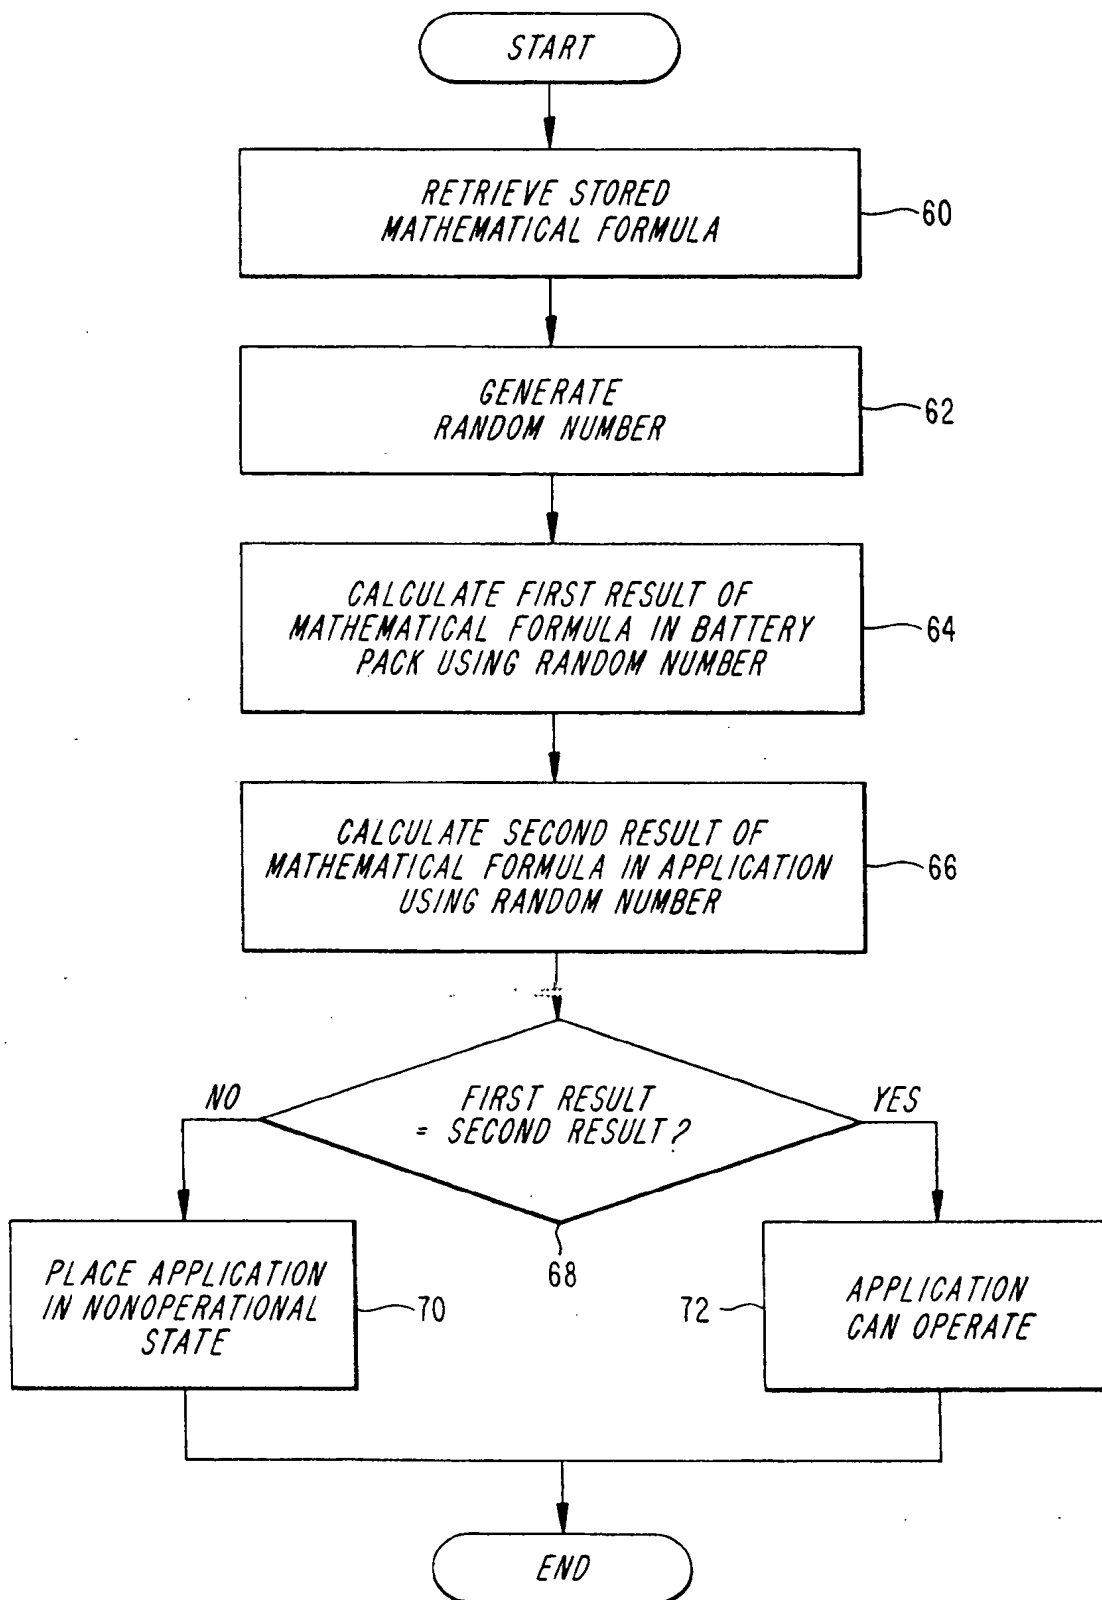 START
RETRIEVE STORED
MATHEMATICAL FORMULA
60
GENERATE
RANDOM NUMBER
62
CALCULATE FIRST RESULT OF
MATHEMATICAL FORMULA IN BATTERY
PACK USING RANDOM NUMBER
64
CALCULATE SECOND RESULT OF
MATHEMATICAL FORMULA IN APPLICATION
USING RANDOM NUMBER
66
NO
FIRST RESULT
= SECOND RESULT?
YES
68
PLACE APPLICATION
IN NONOPERATIONAL
STATE
70
72
APPLICATION
CAN OPERATE
END